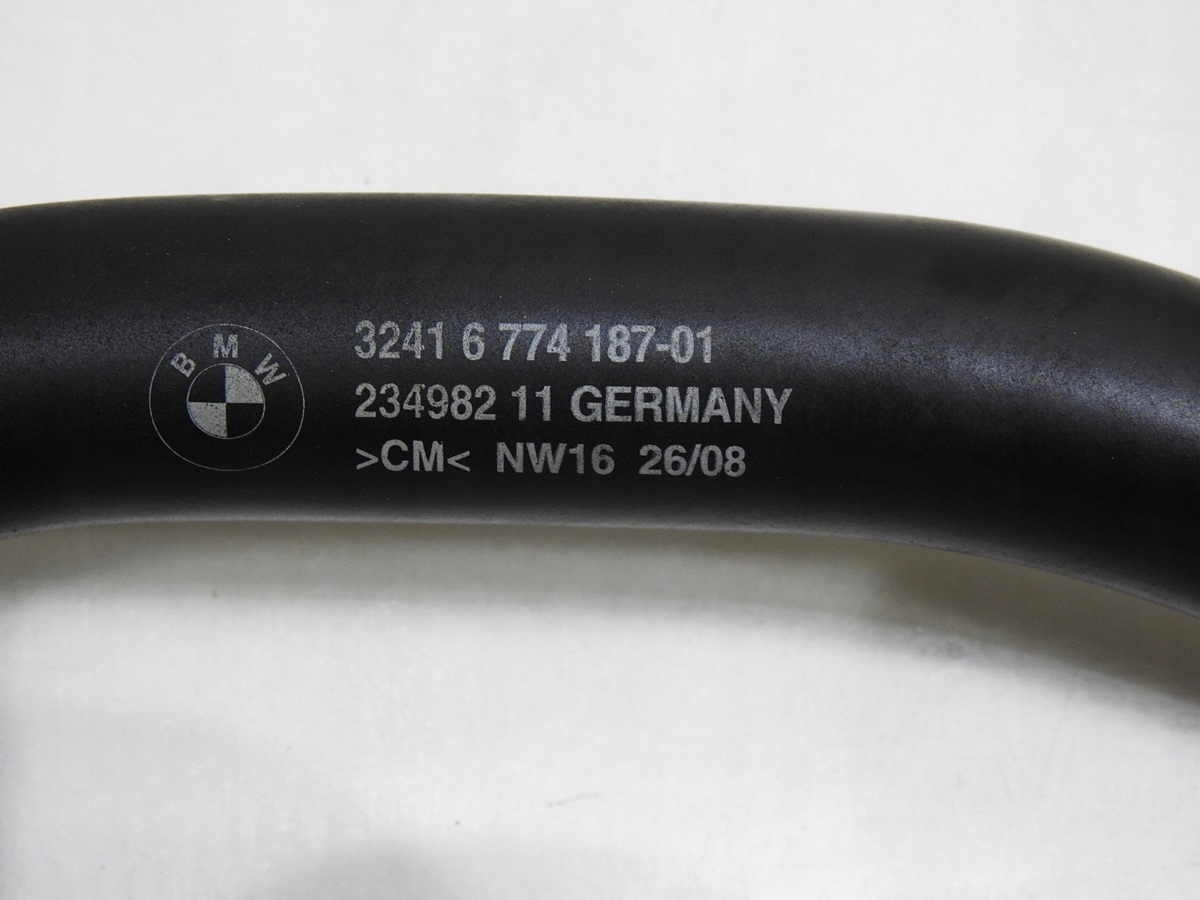 BMW
3241 6 774 187-01
234982 11 GERMANY
>CM< NW16 26/08